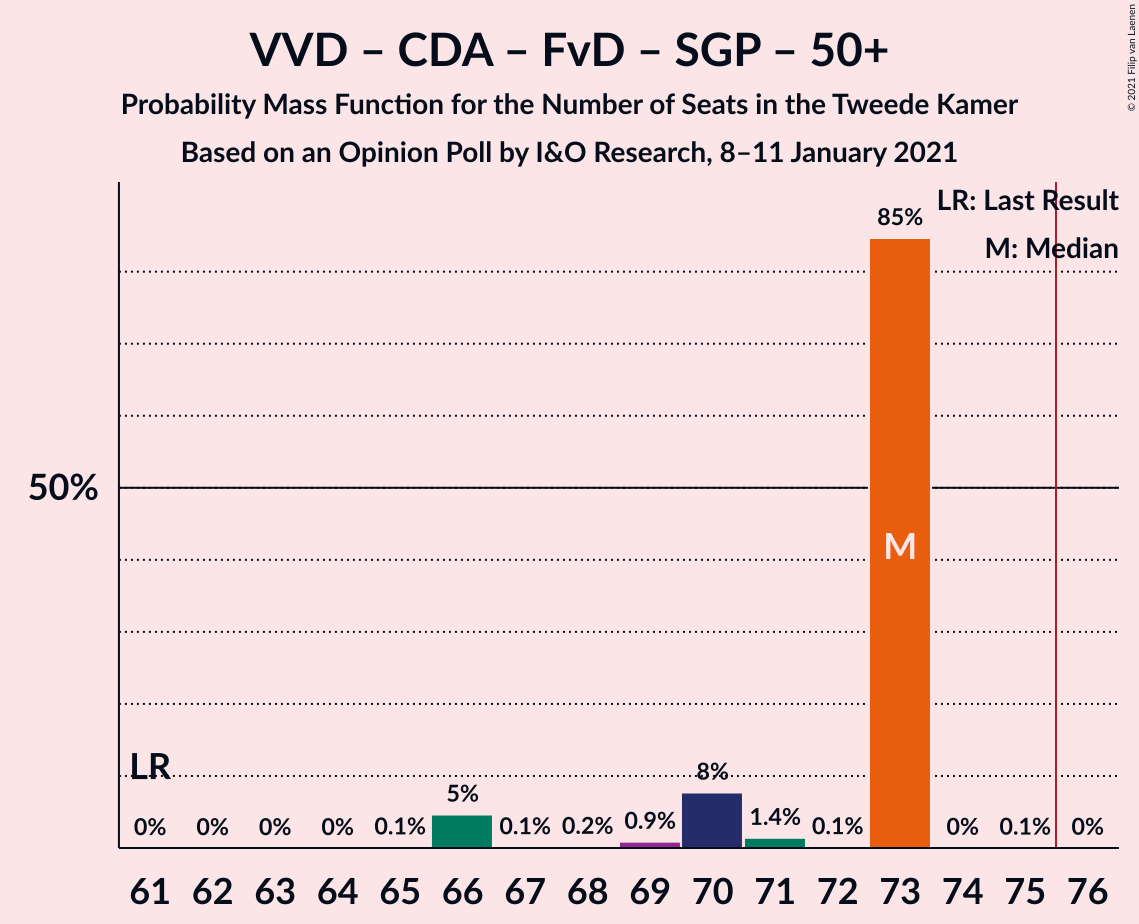 VVD – CDA – FvD – SGP – 50+
Probability Mass Function for the Number of Seats in the Tweede Kamer
Based on an Opinion Poll by I&O Research, 8–11 January 2021
© 2021 Filip van Laenen
LR: Last Result
M: Median
85%
50%
M
LR
0% 0% 0% 0% 0.1% 5% 0.1% 0.2% 0.9% 8% 1.4% 0.1% 0% 0.1% 0%
61 62 63 64 65 66 67 68 69 70 71 72 73 74 75 76